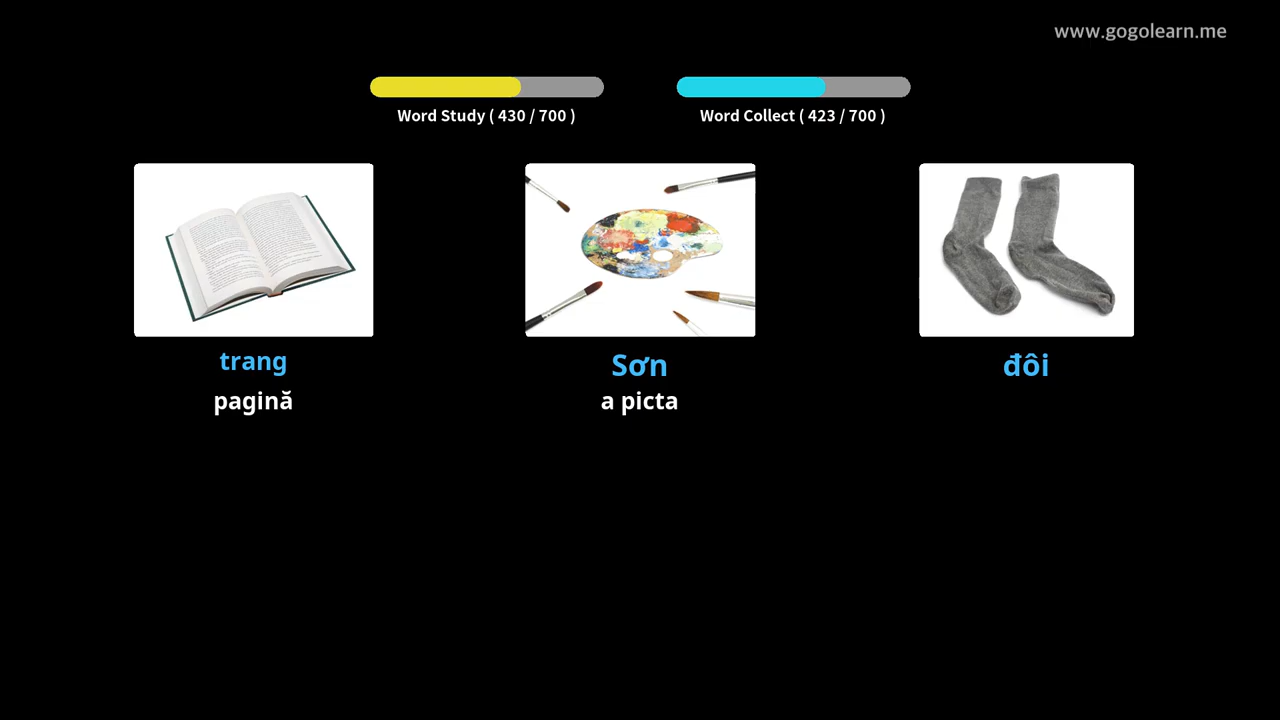 www.gogolearn.me
Word Study ( 430 / 700 )
Word Collect ( 423 / 700 )
trang
pagină
Sơn
a picta
đôi